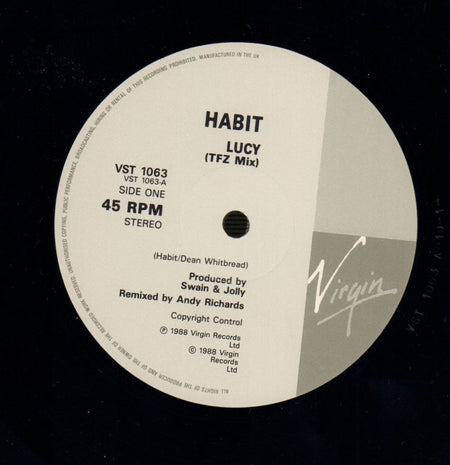 ALL RIGHTS OF THE PRODUCER AND OF THE OWNER OF THE RECORDED WORK RESERVED. UNAUTHORISED COPYING, PUBLIC PERFORMANCE, BROADCASTING, HIRING OR RENTAL OF THIS RECORDING PROHIBITED. MANUFACTURED IN THE UK
HABIT
LUCY
(TFZ Mix)
VST 1063
VST 1063-A
SIDE ONE
45 RPM
STEREO
(Habit/Dean Whitbread)
Produced by
Swain & Jolly
Remixed by Andy Richards
Copyright Control
℗ 1988 Virgin Records
Ltd
© 1988 Virgin
Records
Ltd
Virgin
VST 1063